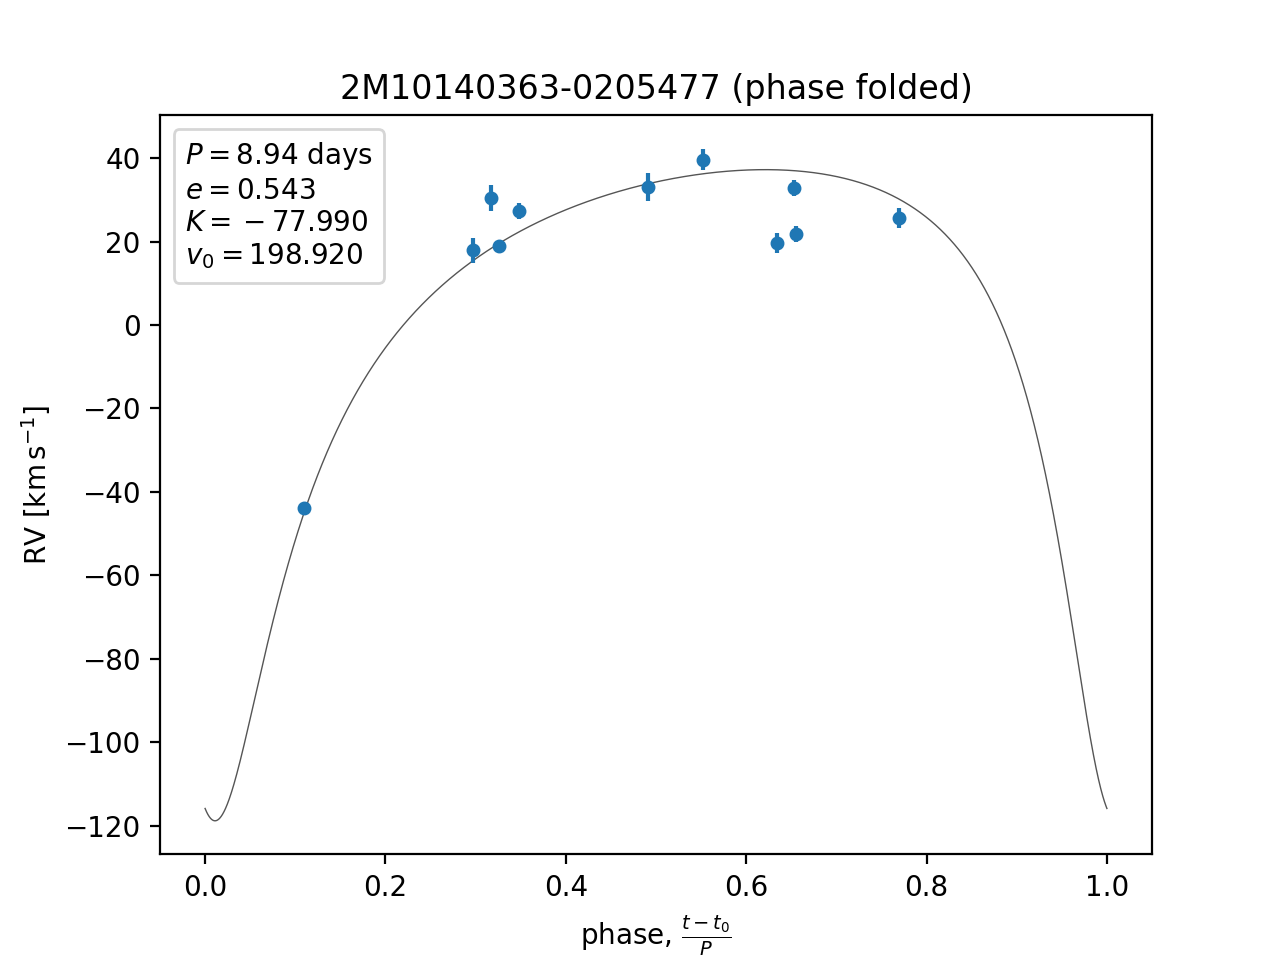 2M10140363-0205477 (phase folded)
P = 8.94 days
e = 0.543
K = −77.990
v₀ = 198.920
40
20
0
−20
−40
−60
−80
−100
−120
RV [km s⁻¹]
0.0 0.2 0.4 0.6 0.8 1.0
phase, (t − t₀)/P